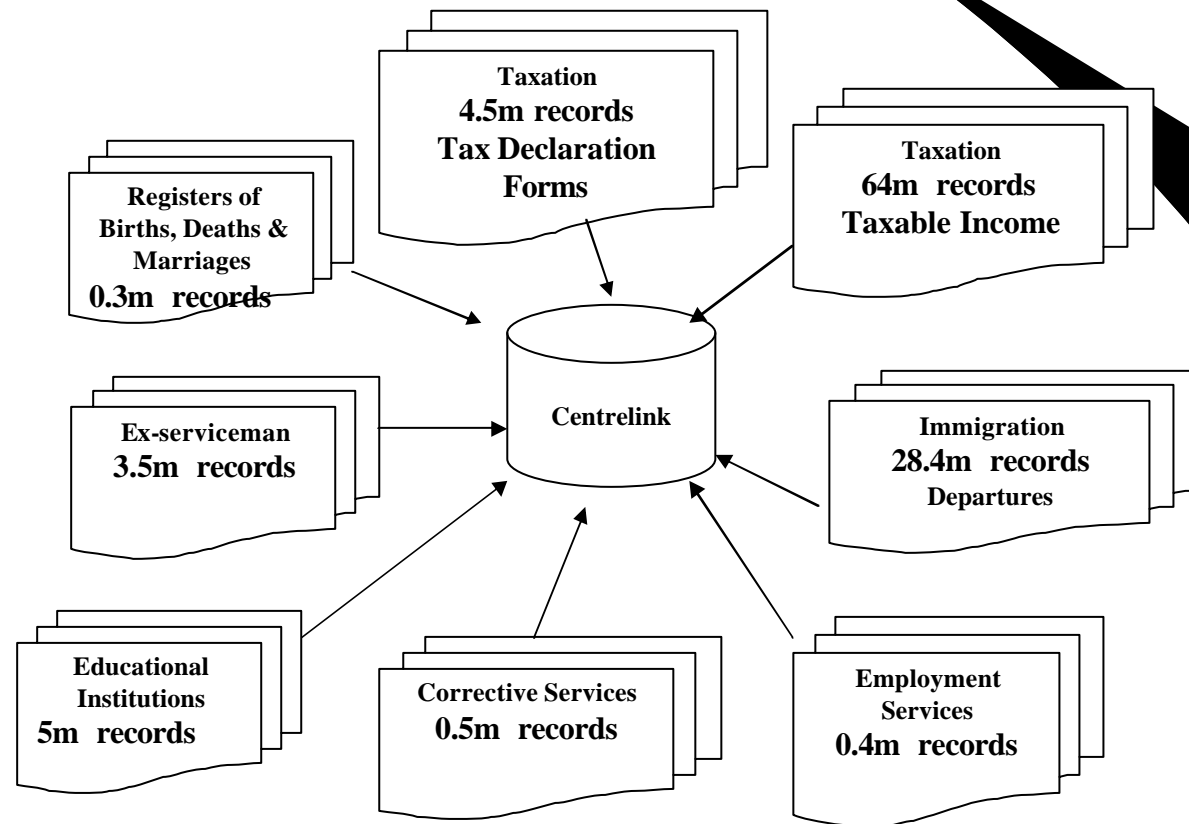 Taxation
4.5m records
Tax Declaration
Forms
Taxation
64m records
Taxable Income
Registers of
Births, Deaths &
Marriages
0.3m records
Centrelink
Ex-serviceman
3.5m records
Immigration
28.4m records
Departures
Educational
Institutions
5m records
Corrective Services
0.5m records
Employment
Services
0.4m records